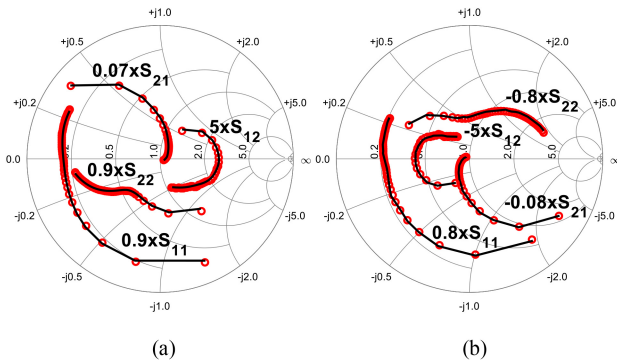 +j1.0
+j0.5
+j2.0
0.07xS21
+j0.2
5xS12
+j5.0
0.0
0.2
1.0
2.0
5.0
∞
0.9xS22
-j0.2
-j5.0
0.9xS11
-j0.5
-j2.0
-j1.0
(a)
+j1.0
+j0.5
+j2.0
-0.8xS22
+j0.2
-5xS12
+j5.0
0.0
0.2
1.0
2.0
5.0
∞
-0.08xS21
-j0.2
-j5.0
0.8xS11
-j0.5
-j2.0
-j1.0
(b)